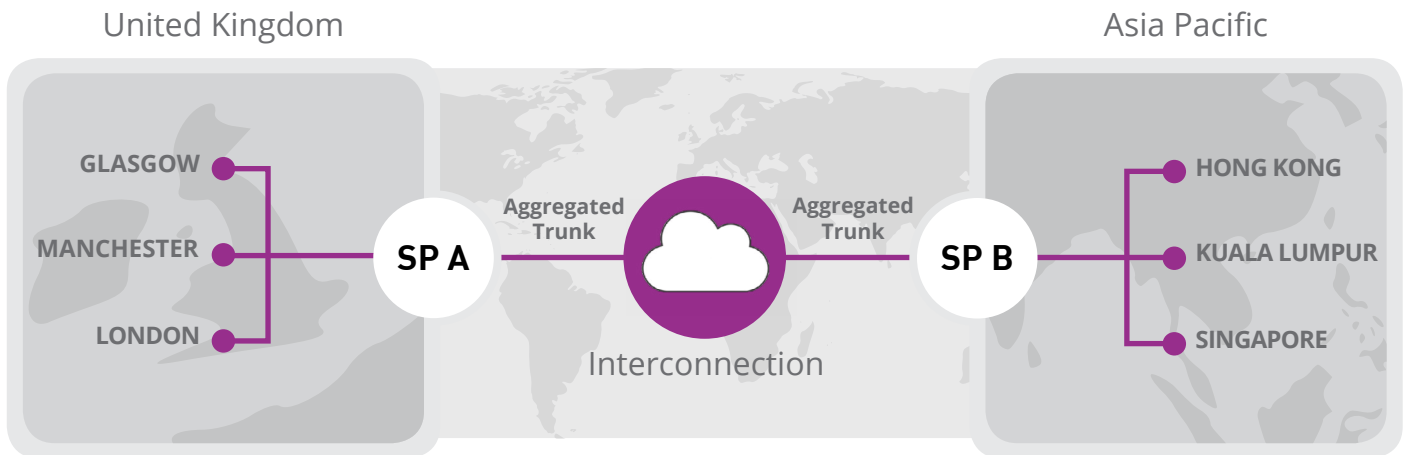 United Kingdom
Asia Pacific
GLASGOW
MANCHESTER
LONDON
SP A
Aggregated
Trunk
Interconnection
Aggregated
Trunk
SP B
HONG KONG
KUALA LUMPUR
SINGAPORE